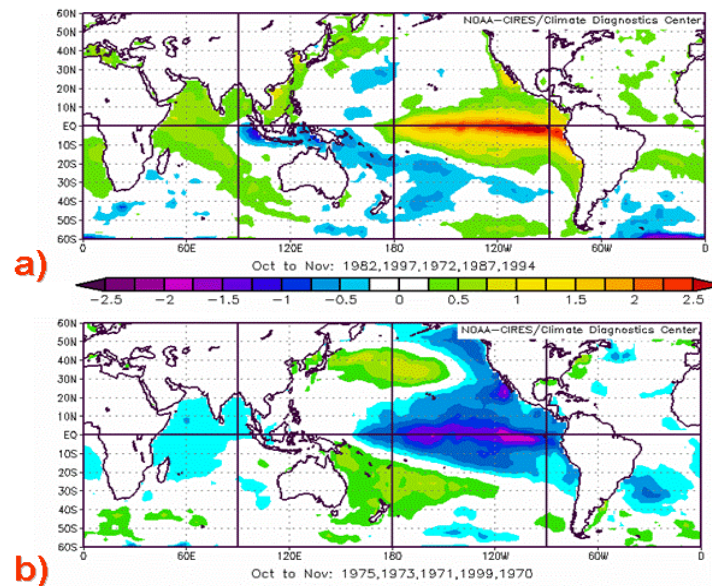 60N
NOAA-CIRES/Climate Diagnostics Center
50N
40N
30N
20N
10N
EQ
10S
20S
30S
40S
50S
60S
0 60E 120E 180 120W 60W 0
a)
Oct to Nov: 1982,1997,1972,1987,1994
-2.5 -2 -1.5 -1 -0.5 0 0.5 1 1.5 2 2.5
60N
NOAA-CIRES/Climate Diagnostics Center
50N
40N
30N
20N
10N
EQ
10S
20S
30S
40S
50S
60S
0 60E 120E 180 120W 60W 0
b)
Oct to Nov: 1975,1973,1971,1999,1970